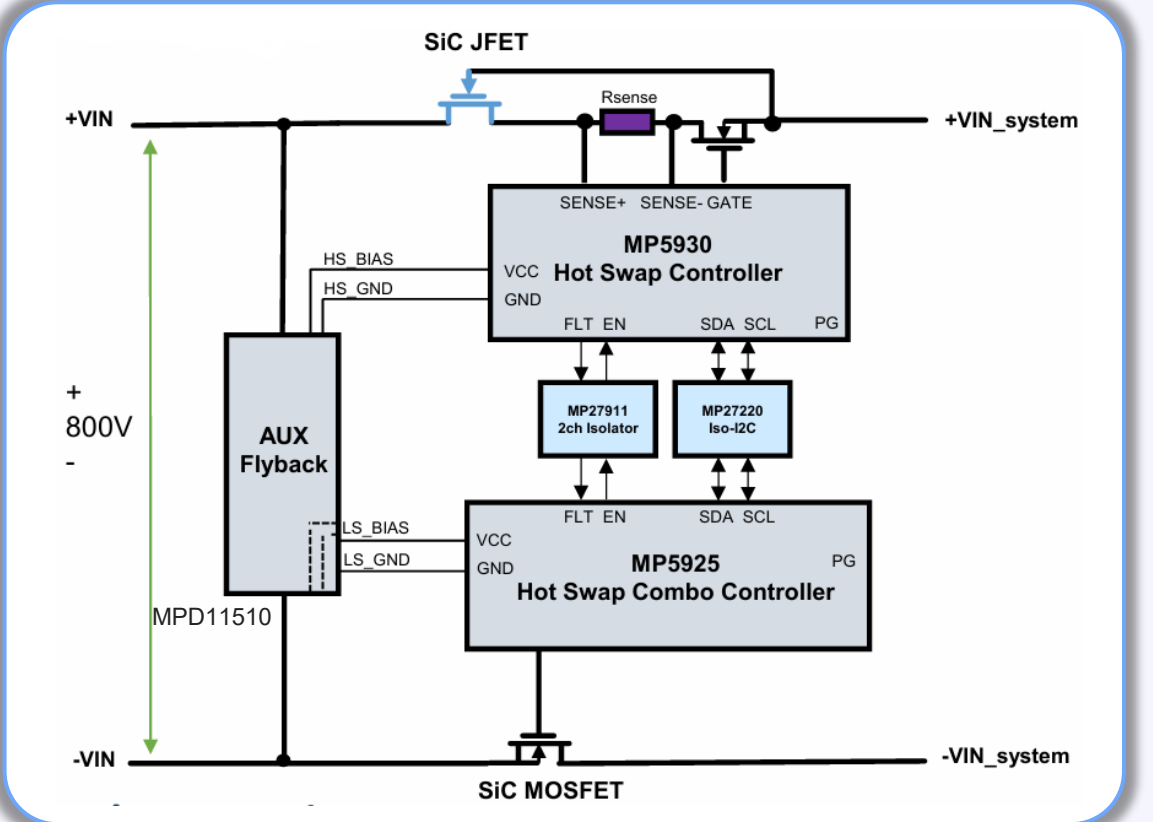 SiC JFET
Rsense
+VIN
+VIN_system
SENSE+ SENSE- GATE
MP5930
Hot Swap Controller
HS_BIAS
VCC
HS_GND
GND
FLT EN
SDA SCL
PG
+
800V
-
AUX
Flyback
MP27911
2ch Isolator
MP27220
Iso-I2C
FLT EN
SDA SCL
LS_BIAS
VCC
LS_GND
GND
MP5925
Hot Swap Combo Controller
PG
MPD11510
-VIN
-VIN_system
SiC MOSFET